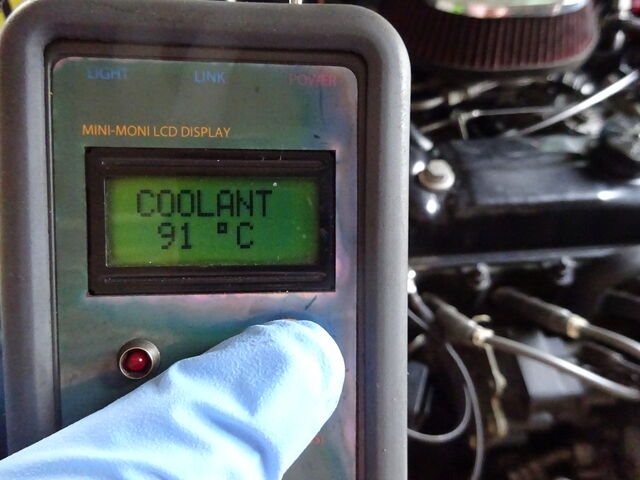 LIGHT LINK POWER
MINI-MONI LCD DISPLAY
COOLANT
91 °C